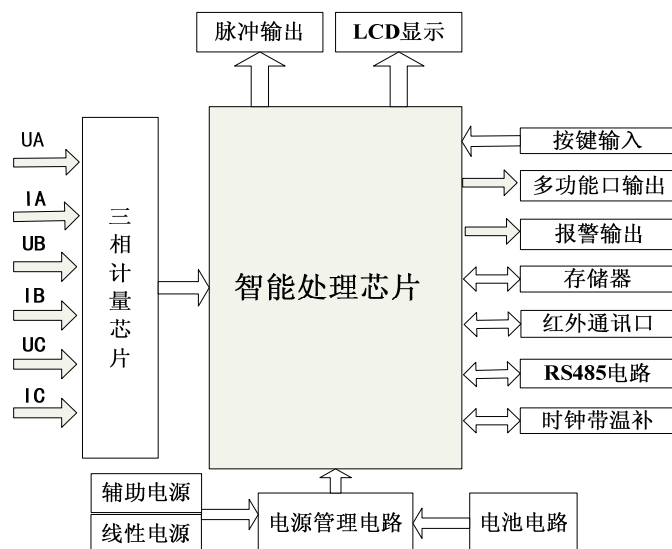 脉冲输出
LCD显示
UA
IA
UB
IB
UC
IC
三相计量芯片
智能处理芯片
按键输入
多功能口输出
报警输出
存储器
红外通讯口
RS485电路
时钟带温补
辅助电源
线性电源
电源管理电路
电池电路